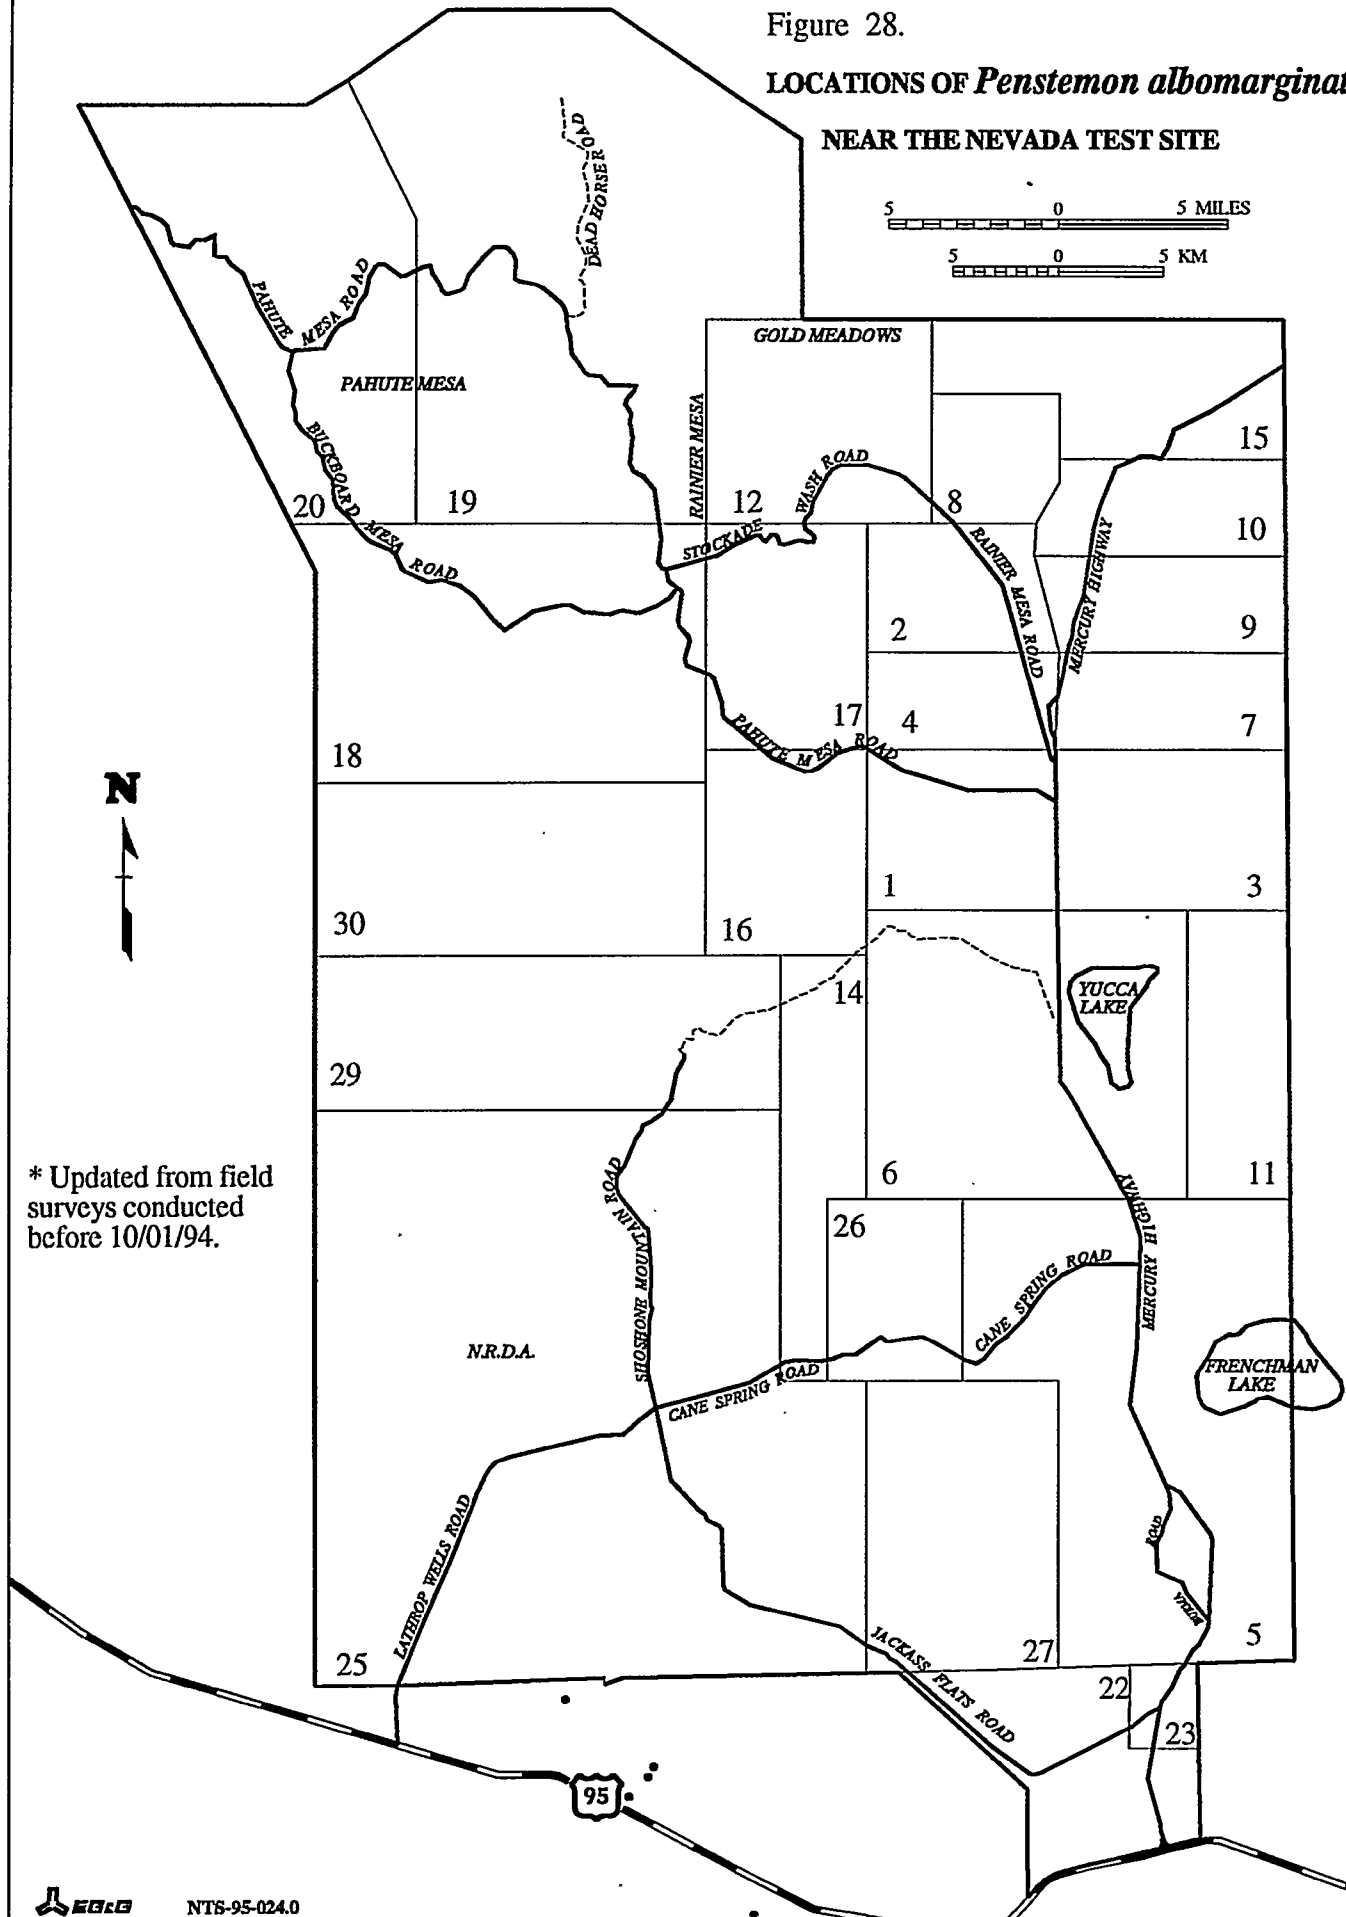 Figure 28.
LOCATIONS OF Penstemon albomarginat
NEAR THE NEVADA TEST SITE
5 0 5 MILES
5 0 5 KM
DEAD HORSE ROAD
PAHUTE MESA ROAD
GOLD MEADOWS
PAHUTE MESA
RAINIER MESA
BUCKBOARD MESA ROAD
STOCKADE WASH ROAD
RAINIER MESA ROAD
MERCURY HIGHWAY
15
20
19
12
8
10
2
9
PAHUTE MESA ROAD
17
4
7
18
N
1
3
30
16
YUCCA
LAKE
14
29
* Updated from field
surveys conducted
before 10/01/94.
6
11
SHOSHONE MOUNTAIN ROAD
26
MERCURY HIGHWAY
CANE SPRING ROAD
N.R.D.A.
FRENCHMAN
LAKE
CANE SPRING ROAD
LATHROP WELLS ROAD
ROAD
5
25
JACKASS FLATS ROAD
27
22
23
95
EG&G
NTS-95-024.0